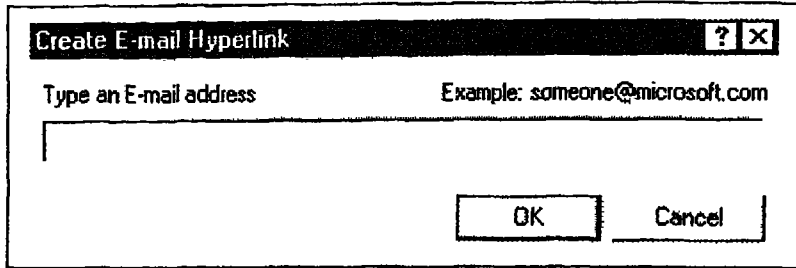 Create E-mail Hyperlink ? ×
Type an E-mail address Example: someone@microsoft.com
OK Cancel